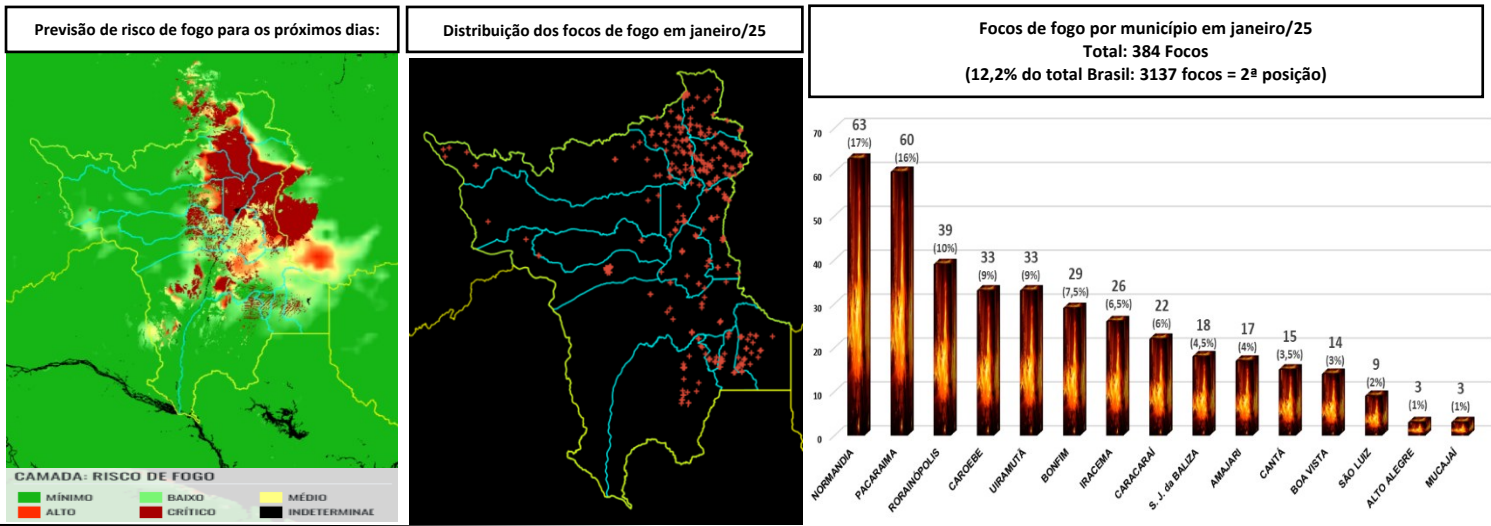 Previsão de risco de fogo para os próximos dias:
CAMADA: RISCO DE FOGO
MÍNIMO
BAIXO
MÉDIO
ALTO
CRÍTICO
INDETERMINAD
Distribuição dos focos de fogo em janeiro/25
Focos de fogo por município em janeiro/25
Total: 384 Focos
(12,2% do total Brasil: 3137 focos = 2ª posição)
70
60
50
40
30
20
10
0
63
(17%)
60
(16%)
39
(10%)
33
(9%)
33
(9%)
29
(7,5%)
26
(6,5%)
22
(6%)
18
(4,5%)
17
(4%)
15
(3,5%)
14
(3%)
9
(2%)
3
(1%)
3
(1%)
NORMANDIA
PACARAIMA
RORAINÓPOLIS
CAROEBE
UIRAMUTÃ
BONFIM
IRACEMA
CARACARAÍ
S. J. da BALIZA
AMAJARI
CANTÁ
BOA VISTA
SÃO LUIZ
ALTO ALEGRE
MUCAJAÍ